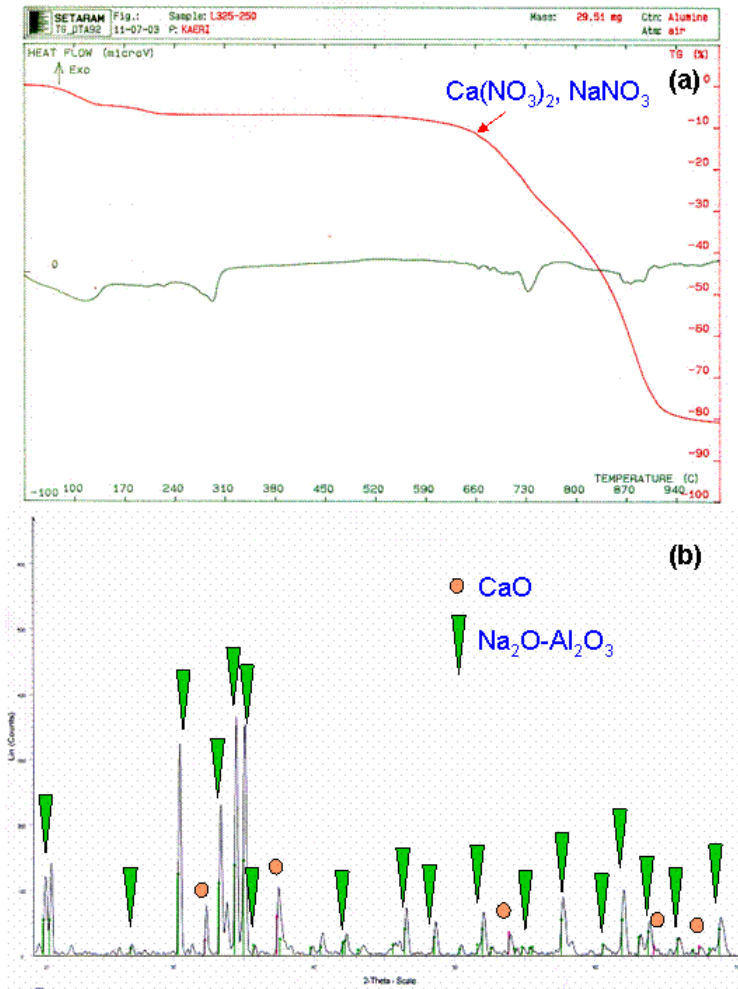 SETARAM Fig.: Sample: L325-250 Mass: 29.51 mg Ctn: Alumine
TG_DTA92 11-07-03 P: KAERI Atm: air
HEAT FLOW (microV) TG (%)
Exo
(a)
Ca(NO₃)₂, NaNO₃
0
-10
-20
-30
-40
0
-50
-60
-70
-80
-90
TEMPERATURE (C)
-100 100 170 240 310 380 450 520 590 660 730 800 870 940 -100
0
(b)
CaO
Na₂O-Al₂O₃
Lin (Counts)
2-Theta - Scale